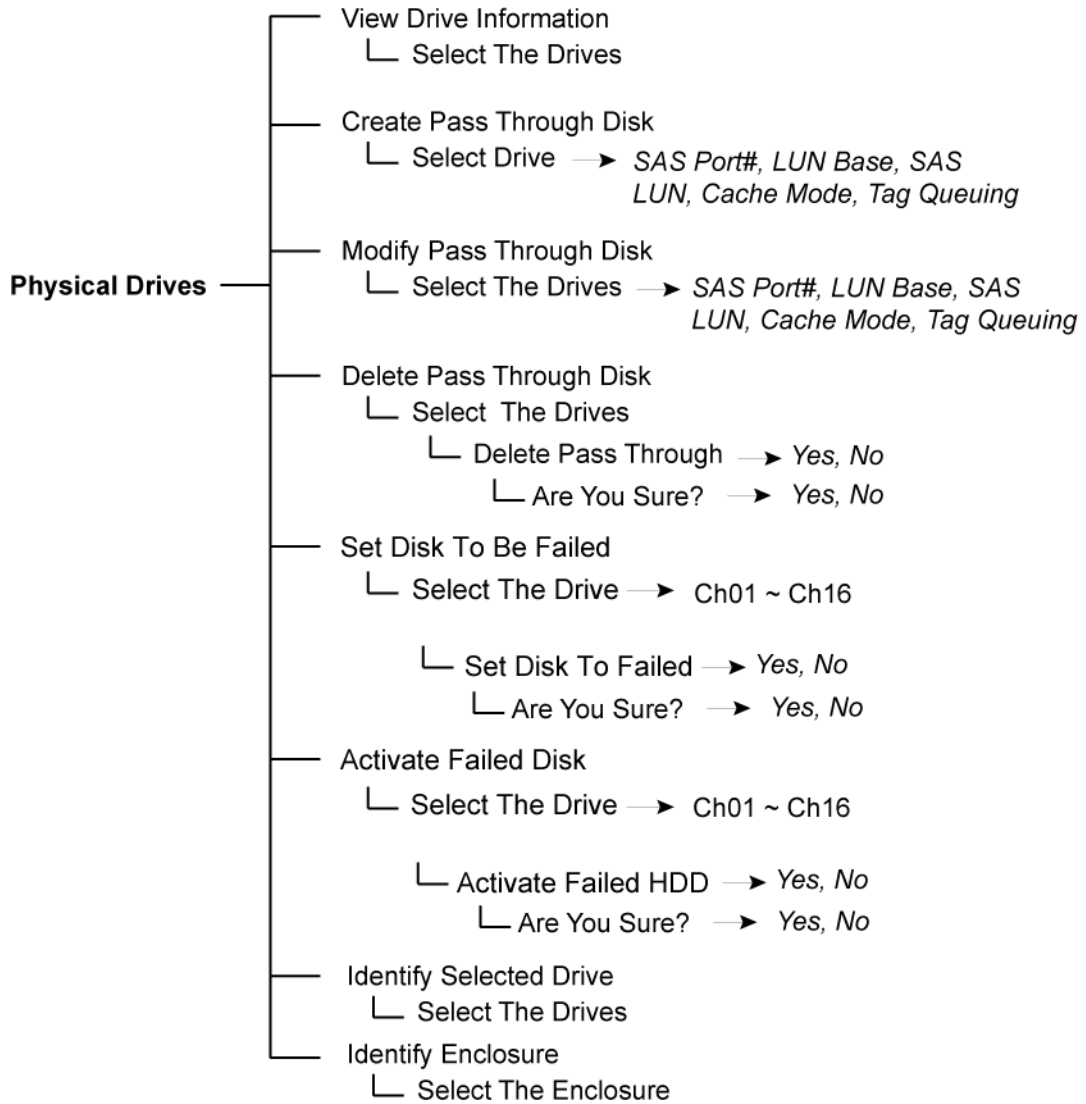 View Drive Information
Select The Drives
Create Pass Through Disk
Select Drive
SAS Port#, LUN Base, SAS
LUN, Cache Mode, Tag Queuing
Modify Pass Through Disk
Physical Drives
Select The Drives
SAS Port#, LUN Base, SAS
LUN, Cache Mode, Tag Queuing
Delete Pass Through Disk
Select The Drives
Delete Pass Through
Yes, No
Are You Sure?
Yes, No
Set Disk To Be Failed
Select The Drive
Ch01 ~ Ch16
Set Disk To Failed
Yes, No
Are You Sure?
Yes, No
Activate Failed Disk
Select The Drive
Ch01 ~ Ch16
Activate Failed HDD
Yes, No
Are You Sure?
Yes, No
Identify Selected Drive
Select The Drives
Identify Enclosure
Select The Enclosure